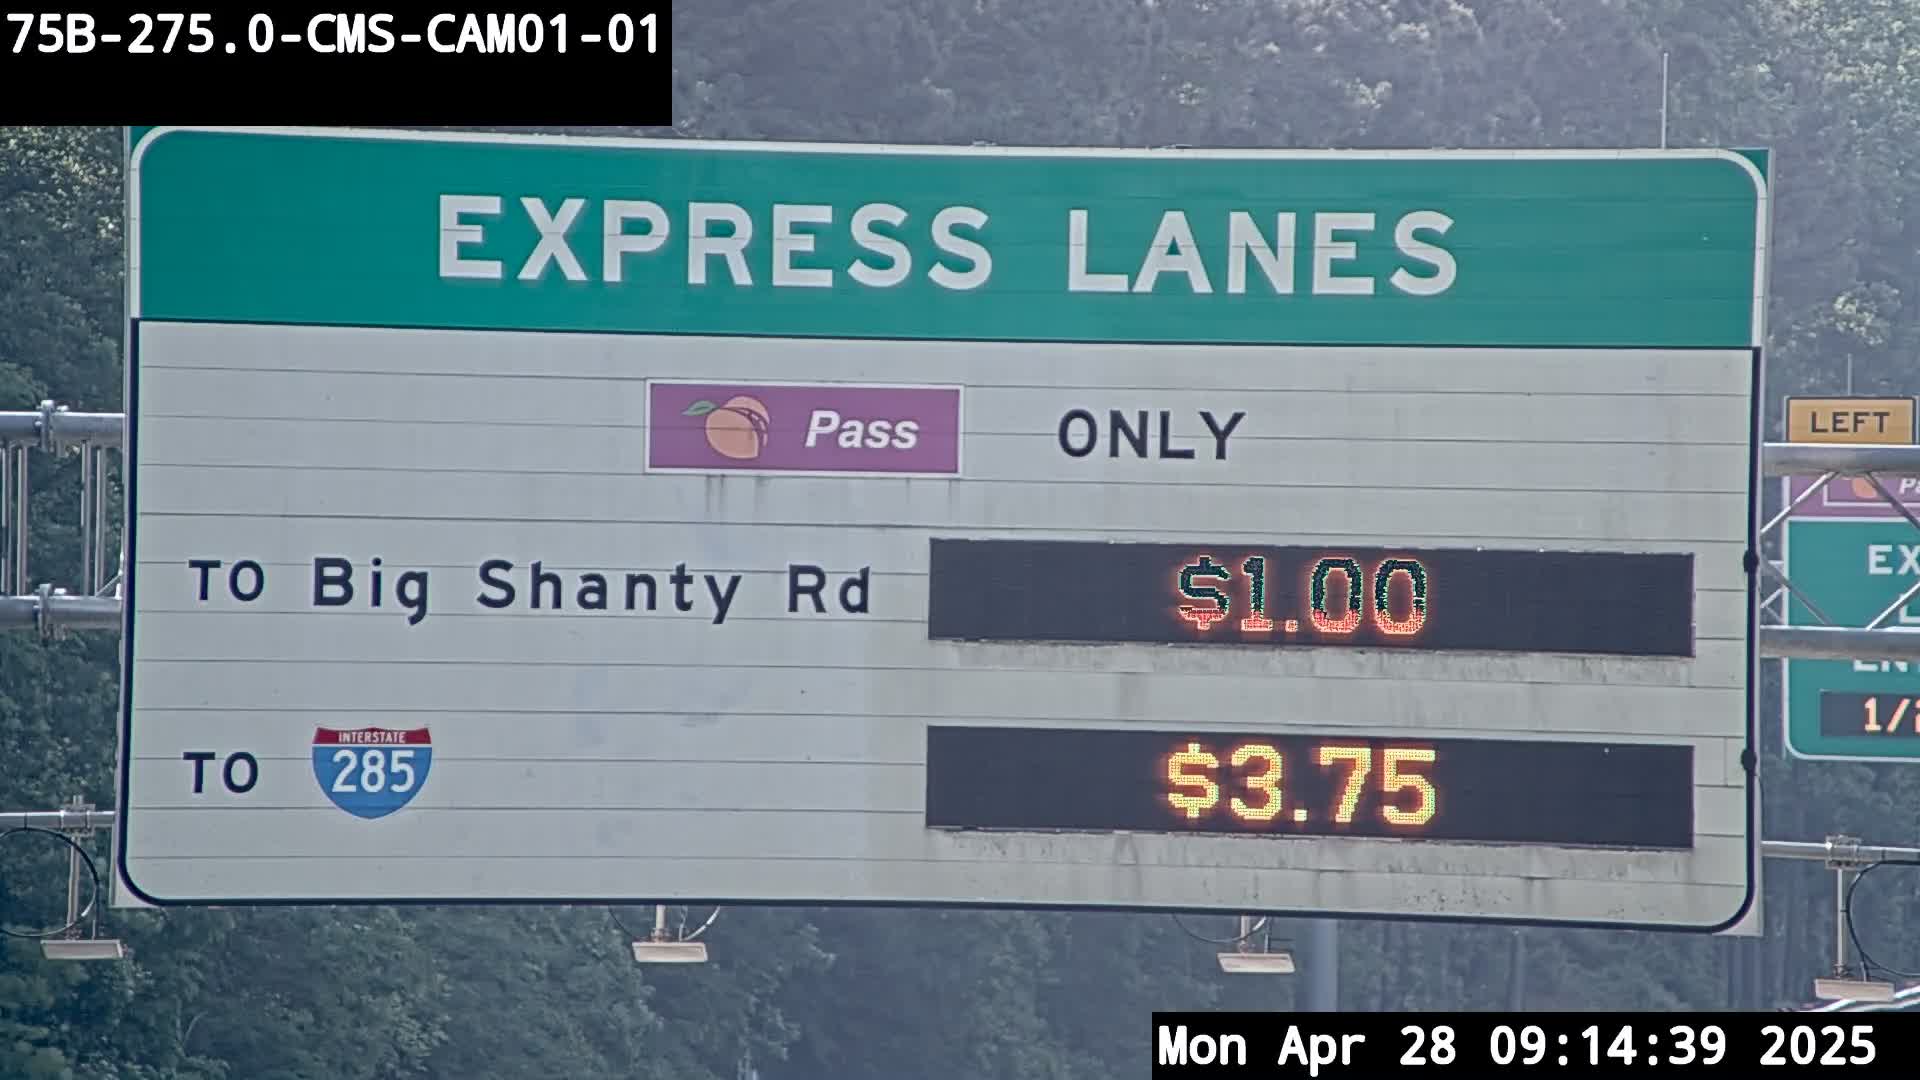 75B-275.0-CMS-CAM01-01
EXPRESS LANES
Pass ONLY
TO Big Shanty Rd $1.00
TO INTERSTATE 285 $3.75
LEFT
1/
Mon Apr 28 09:14:39 2025